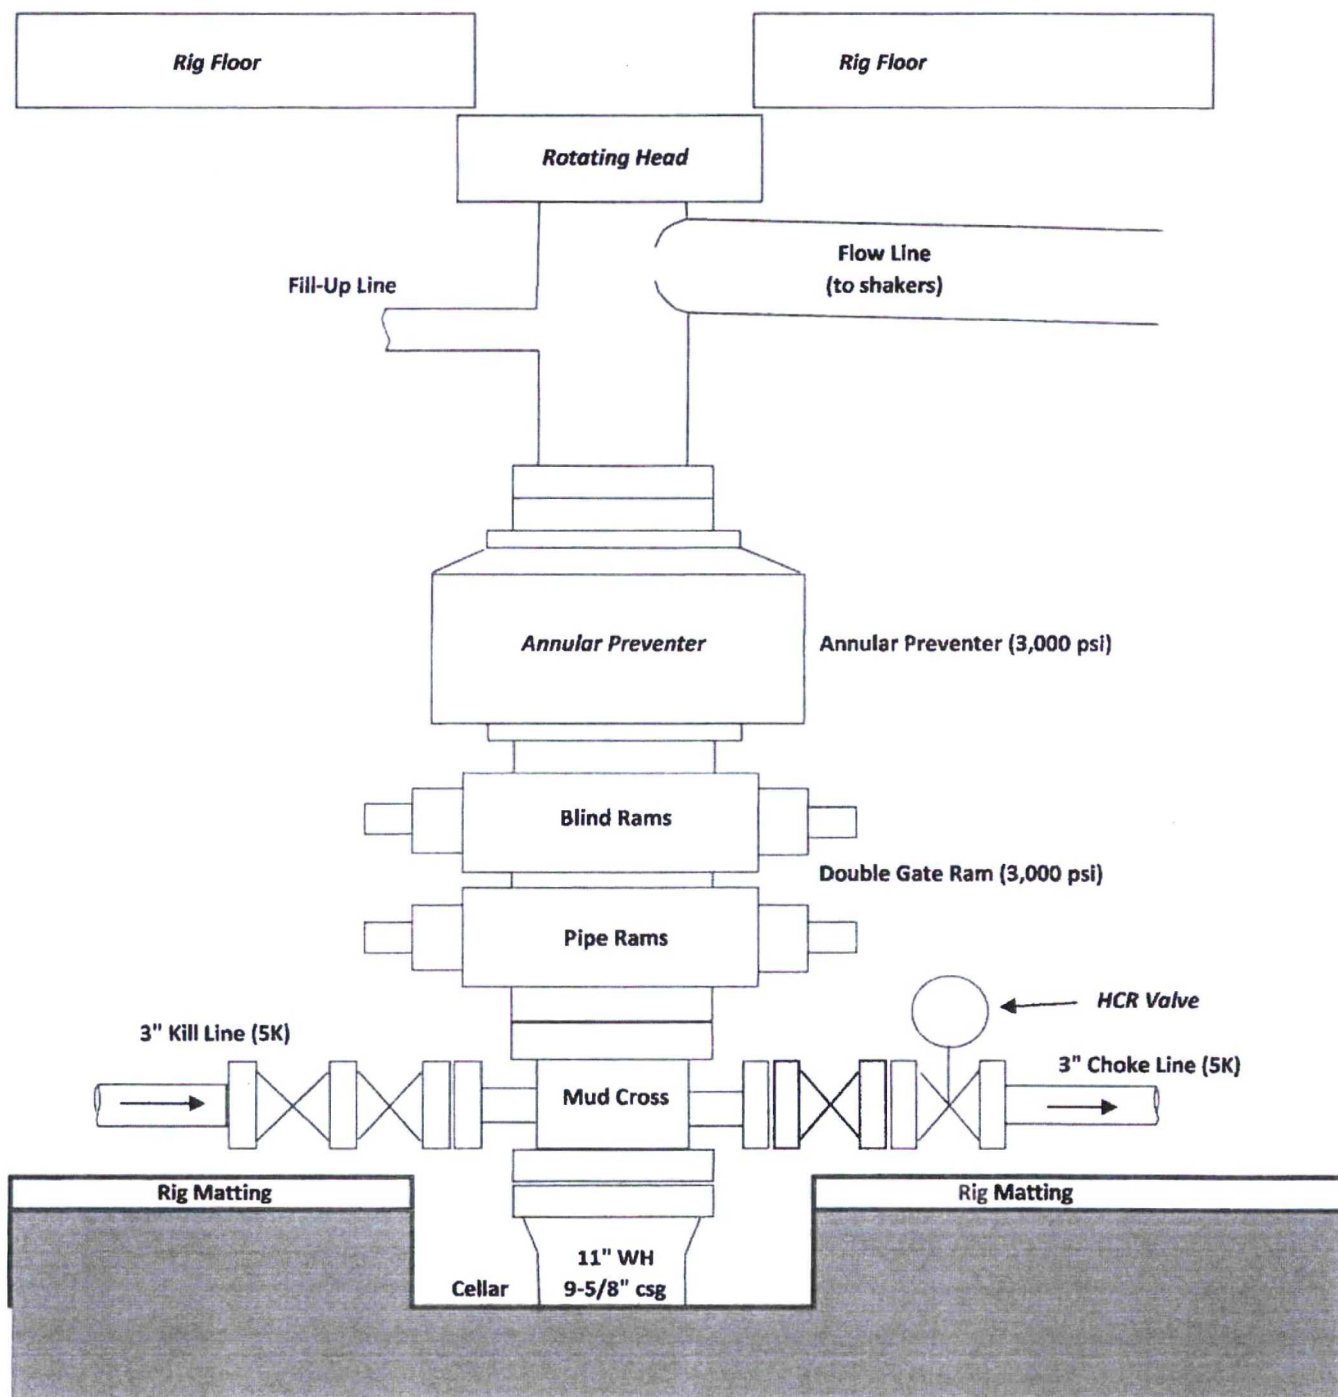 Rig Floor
Rig Floor
Rotating Head
Flow Line
(to shakers)
Fill-Up Line
Annular Preventer
Annular Preventer (3,000 psi)
Blind Rams
Double Gate Ram (3,000 psi)
Pipe Rams
HCR Valve
3" Kill Line (5K)
3" Choke Line (5K)
Mud Cross
Rig Matting
Rig Matting
11" WH
Cellar
9-5/8" csg